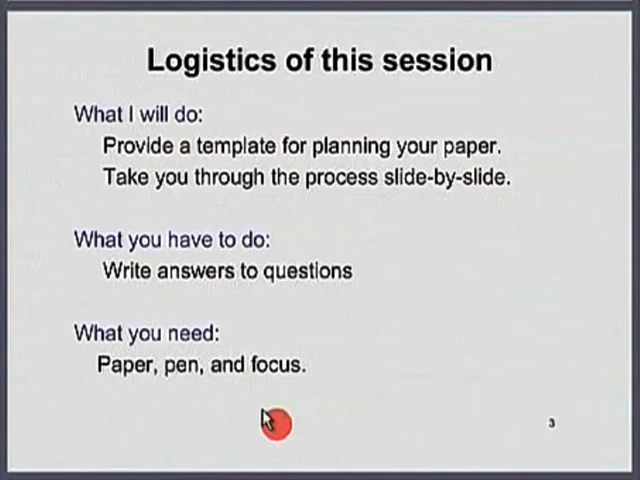 Logistics of this session
What I will do:
Provide a template for planning your paper.
Take you through the process slide-by-slide.
What you have to do:
Write answers to questions
What you need:
Paper, pen, and focus.
3